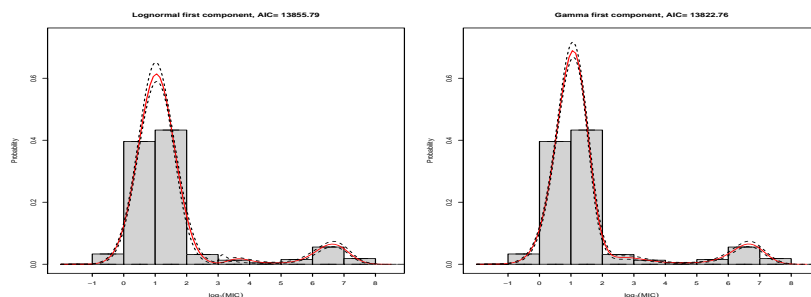 Lognormal first component, AIC= 13855.79
Probability
0.0
0.2
0.4
0.6
−1 0 1 2 3 4 5 6 7 8
log₂(MIC)
Gamma first component, AIC= 13822.76
Probability
0.0
0.2
0.4
0.6
−1 0 1 2 3 4 5 6 7 8
log₂(MIC)